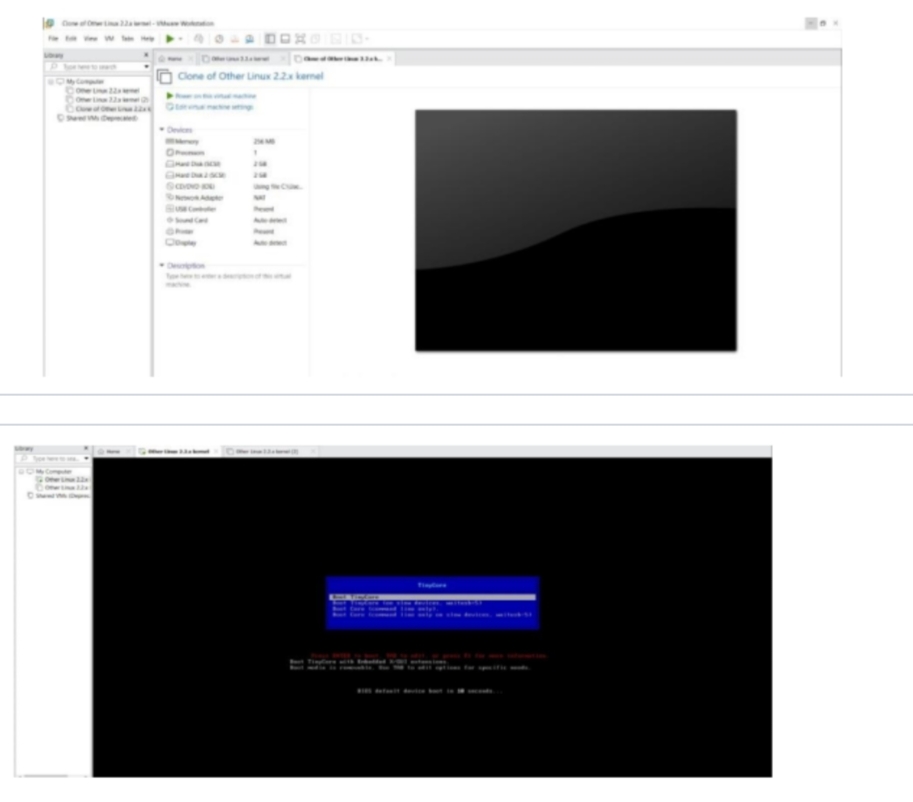 Clone of Other Linux 2.2.x kernel - VMware Workstation
File Edit View VM Tabs Help
Library
Type here to search
Home Other Linux 2.2.x kernel Clone of Other Linux 2.2.x k...
My Computer
Other Linux 2.2.x kernel
Other Linux 2.2.x kernel (2)
Clone of Other Linux 2.2.x k
Shared VMs (Deprecated)
Clone of Other Linux 2.2.x kernel
Power on this virtual machine
Edit virtual machine settings
Devices
Memory 256 MB
Processors 1
Hard Disk (SCSI) 2 GB
Hard Disk 2 (SCSI) 2 GB
CD/DVD (IDE) Using file C:\Use...
Network Adapter NAT
USB Controller Present
Sound Card Auto detect
Printer Present
Display Auto detect
Description
Type here to enter a description of this virtual
machine.
Library
Type here to sea...
Home Other Linux 2.2.x kernel Other Linux 2.2.x kernel (2)
My Computer
Other Linux 2.2.x
Other Linux 2.2.x
Shared VMs (Deprec
TinyCore
Boot TinyCore
Boot TinyCore (on slow devices, waitusb=5)
Boot Core (command line only).
Boot Core (command line only on slow devices, waitusb=5)
Press ENTER to boot, TAB to edit, or press F1 for more information.
Boot TinyCore with Embedded X/GUI extensions.
Boot media is removable. Use TAB to edit options for specific needs.
BIOS default device boot in 60 seconds...